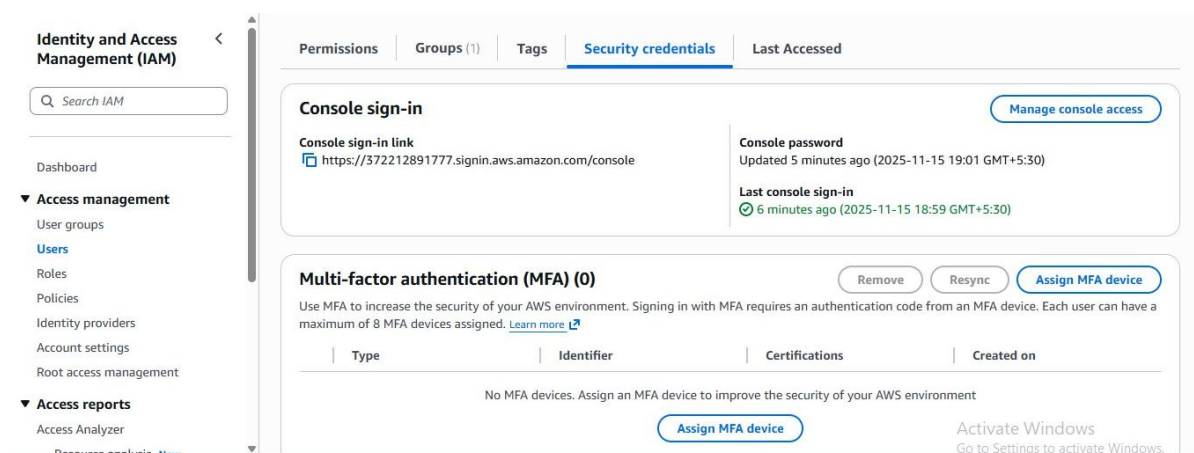 Identity and Access
Management (IAM)
Search IAM
Dashboard
Access management
User groups
Users
Roles
Policies
Identity providers
Account settings
Root access management
Access reports
Access Analyzer
Resource analysis New
Permissions Groups (1) Tags Security credentials Last Accessed
Console sign-in
Manage console access
Console sign-in link
https://372212891777.signin.aws.amazon.com/console
Console password
Updated 5 minutes ago (2025-11-15 19:01 GMT+5:30)
Last console sign-in
6 minutes ago (2025-11-15 18:59 GMT+5:30)
Multi-factor authentication (MFA) (0)
Remove Resync Assign MFA device
Use MFA to increase the security of your AWS environment. Signing in with MFA requires an authentication code from an MFA device. Each user can have a
maximum of 8 MFA devices assigned. Learn more
Type Identifier Certifications Created on
No MFA devices. Assign an MFA device to improve the security of your AWS environment
Assign MFA device
Activate Windows
Go to Settings to activate Windows.